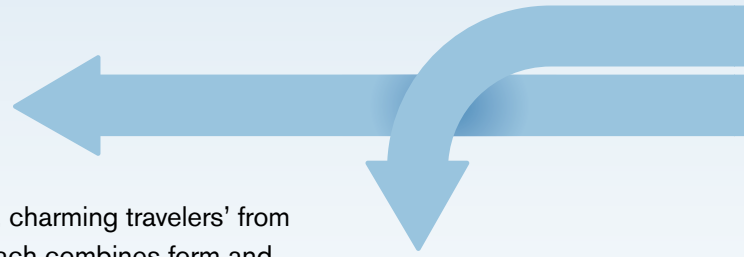 charming travelers’ from
ach combines form and